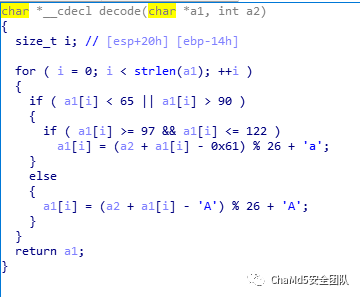 char *__cdecl decode(char *a1, int a2)
{
  size_t i; // [esp+20h] [ebp-14h]

  for ( i = 0; i < strlen(a1); ++i )
  {
    if ( a1[i] < 65 || a1[i] > 90 )
    {
      if ( a1[i] >= 97 && a1[i] <= 122 )
        a1[i] = (a2 + a1[i] - 0x61) % 26 + 'a';
    }
    else
    {
      a1[i] = (a2 + a1[i] - 'A') % 26 + 'A';
    }
  }
  return a1;
}
ChaMd5安全团队